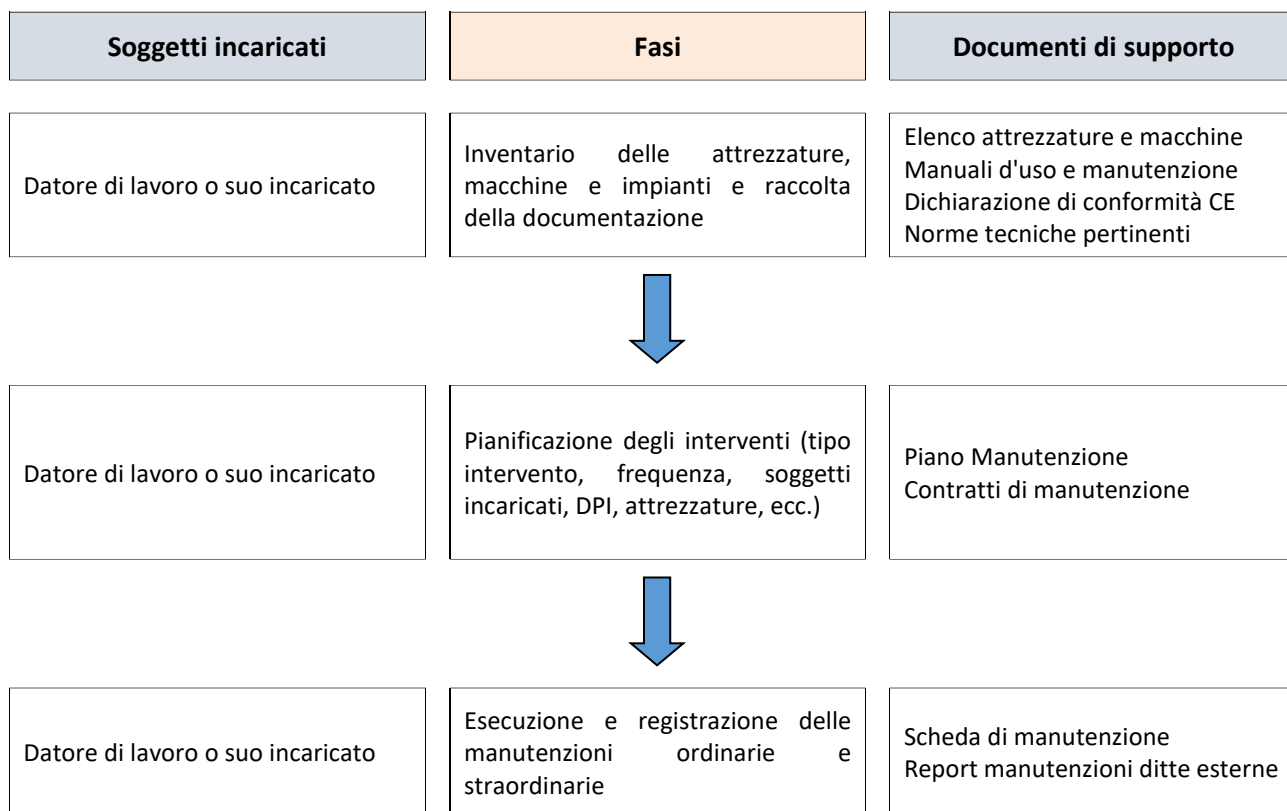 Soggetti incaricati
Fasi
Documenti di supporto
Datore di lavoro o suo incaricato
Inventario delle attrezzature,
macchine e impianti e raccolta
della documentazione
Elenco attrezzature e macchine
Manuali d'uso e manutenzione
Dichiarazione di conformità CE
Norme tecniche pertinenti
Datore di lavoro o suo incaricato
Pianificazione degli interventi (tipo
intervento, frequenza, soggetti
incaricati, DPI, attrezzature, ecc.)
Piano Manutenzione
Contratti di manutenzione
Datore di lavoro o suo incaricato
Esecuzione e registrazione delle
manutenzioni ordinarie e
straordinarie
Scheda di manutenzione
Report manutenzioni ditte esterne